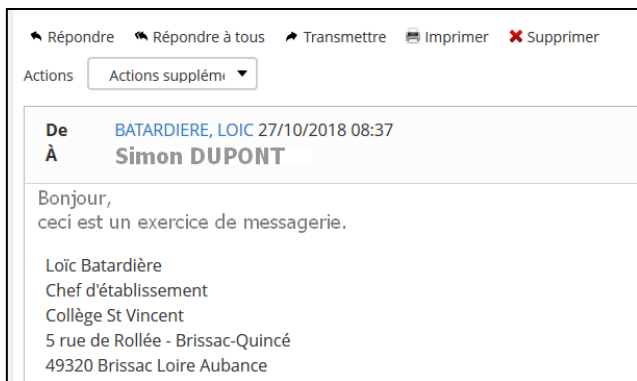 Répondre Répondre à tous Transmettre Imprimer Supprimer
Actions Actions suppléme
De BATARDIERE, LOIC 27/10/2018 08:37
À Simon DUPONT
Bonjour,
ceci est un exercice de messagerie.
Loïc Batardière
Chef d'établissement
Collège St Vincent
5 rue de Rollée - Brissac-Quincé
49320 Brissac Loire Aubance